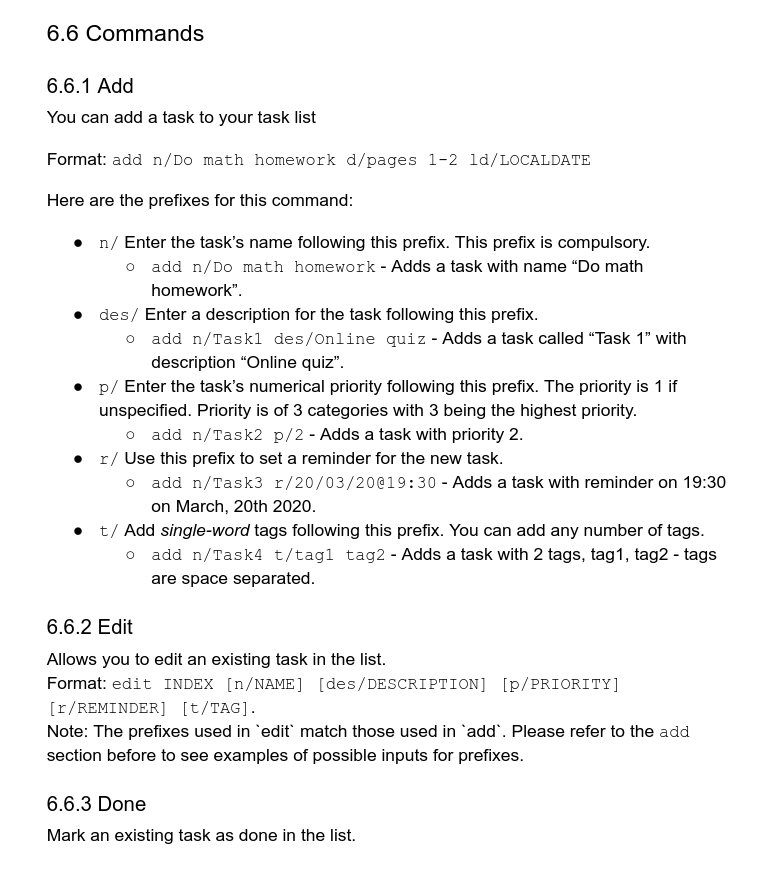 6.6 Commands
6.6.1 Add
You can add a task to your task list
Format: add n/Do math homework d/pages 1-2 ld/LOCALDATE
Here are the prefixes for this command:
● n/ Enter the task’s name following this prefix. This prefix is compulsory.
○ add n/Do math homework - Adds a task with name “Do math
homework”.
● des/ Enter a description for the task following this prefix.
○ add n/Task1 des/Online quiz - Adds a task called “Task 1” with
description “Online quiz”.
● p/ Enter the task’s numerical priority following this prefix. The priority is 1 if
unspecified. Priority is of 3 categories with 3 being the highest priority.
○ add n/Task2 p/2 - Adds a task with priority 2.
● r/ Use this prefix to set a reminder for the new task.
○ add n/Task3 r/20/03/20@19:30 - Adds a task with reminder on 19:30
on March, 20th 2020.
● t/ Add single-word tags following this prefix. You can add any number of tags.
○ add n/Task4 t/tag1 tag2 - Adds a task with 2 tags, tag1, tag2 - tags
are space separated.
6.6.2 Edit
Allows you to edit an existing task in the list.
Format: edit INDEX [n/NAME] [des/DESCRIPTION] [p/PRIORITY]
[r/REMINDER] [t/TAG].
Note: The prefixes used in `edit` match those used in `add`. Please refer to the add
section before to see examples of possible inputs for prefixes.
6.6.3 Done
Mark an existing task as done in the list.